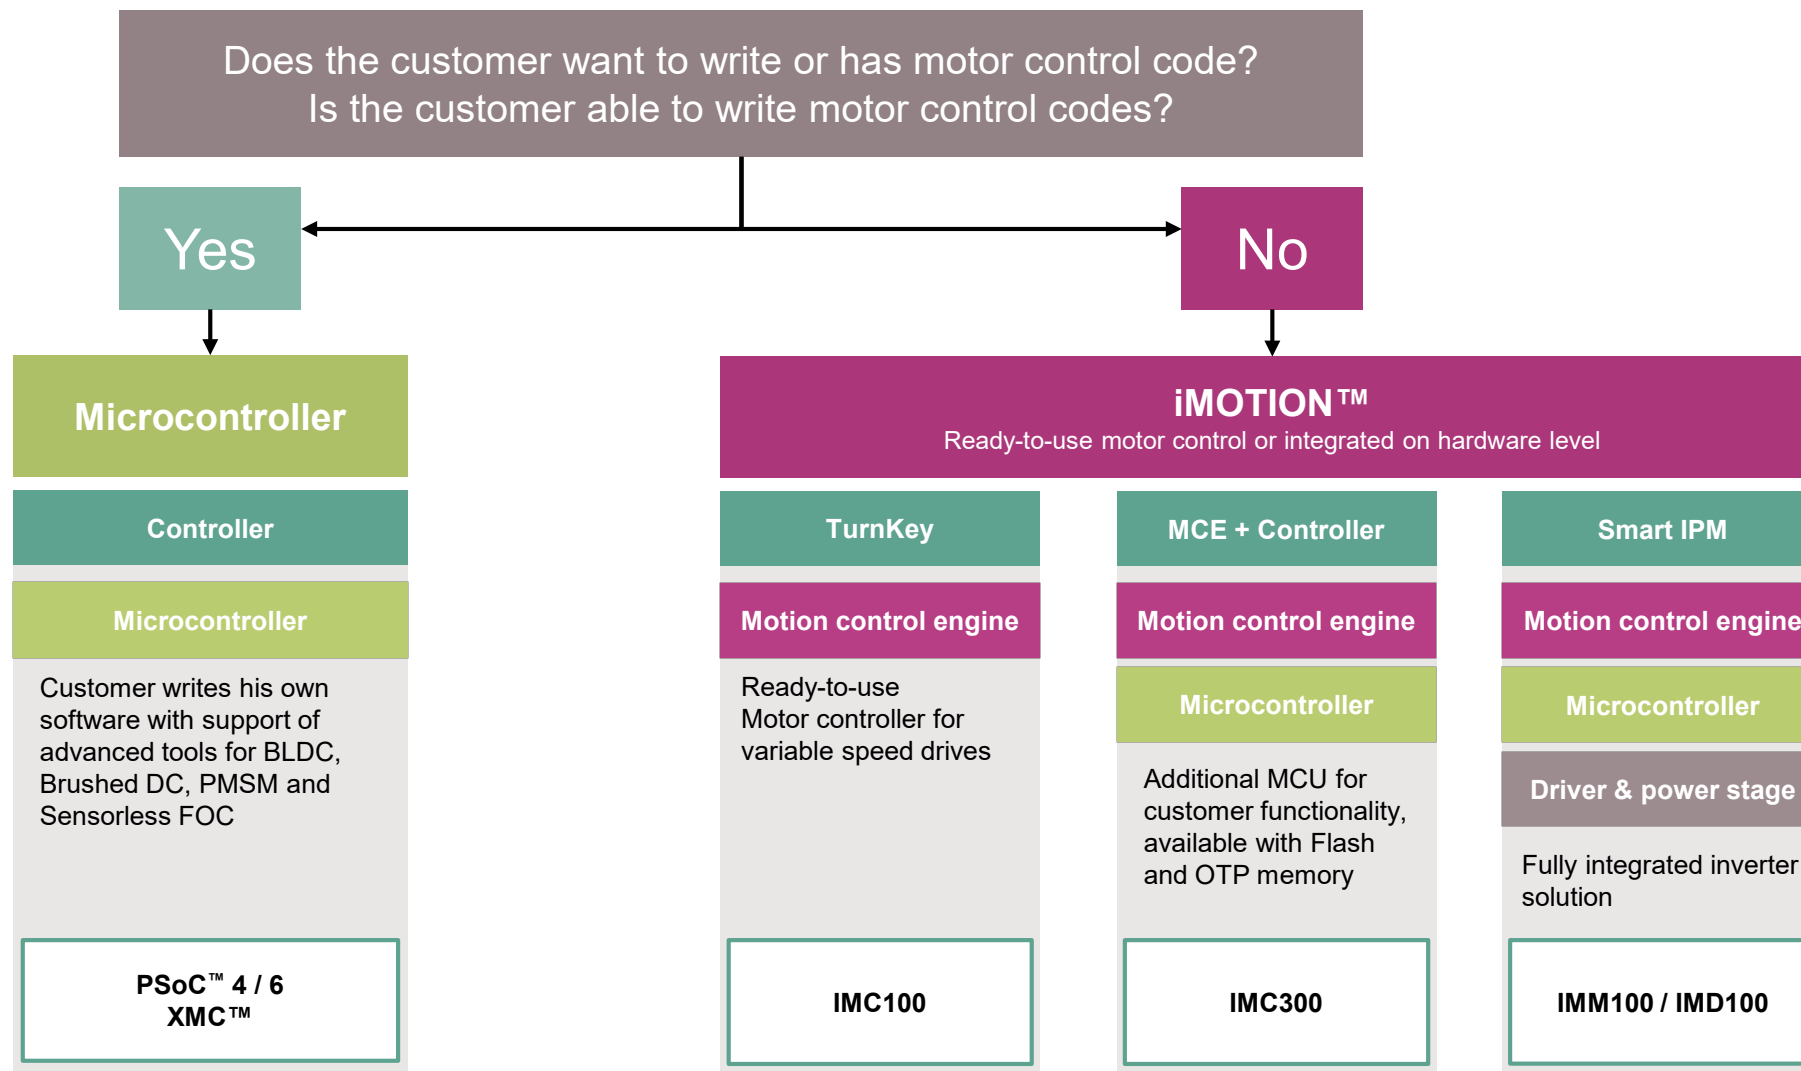 Does the customer want to write or has motor control code?
Is the customer able to write motor control codes?
Yes
No
Microcontroller
iMOTION™
Ready-to-use motor control or integrated on hardware level
Controller
Microcontroller
Customer writes his own
software with support of
advanced tools for BLDC,
Brushed DC, PMSM and
Sensorless FOC
PSoC™ 4 / 6
XMC™
TurnKey
Motion control engine
Ready-to-use
Motor controller for
variable speed drives
IMC100
MCE + Controller
Motion control engine
Microcontroller
Additional MCU for
customer functionality,
available with Flash
and OTP memory
IMC300
Smart IPM
Motion control engine
Microcontroller
Driver & power stage
Fully integrated inverter
solution
IMM100 / IMD100